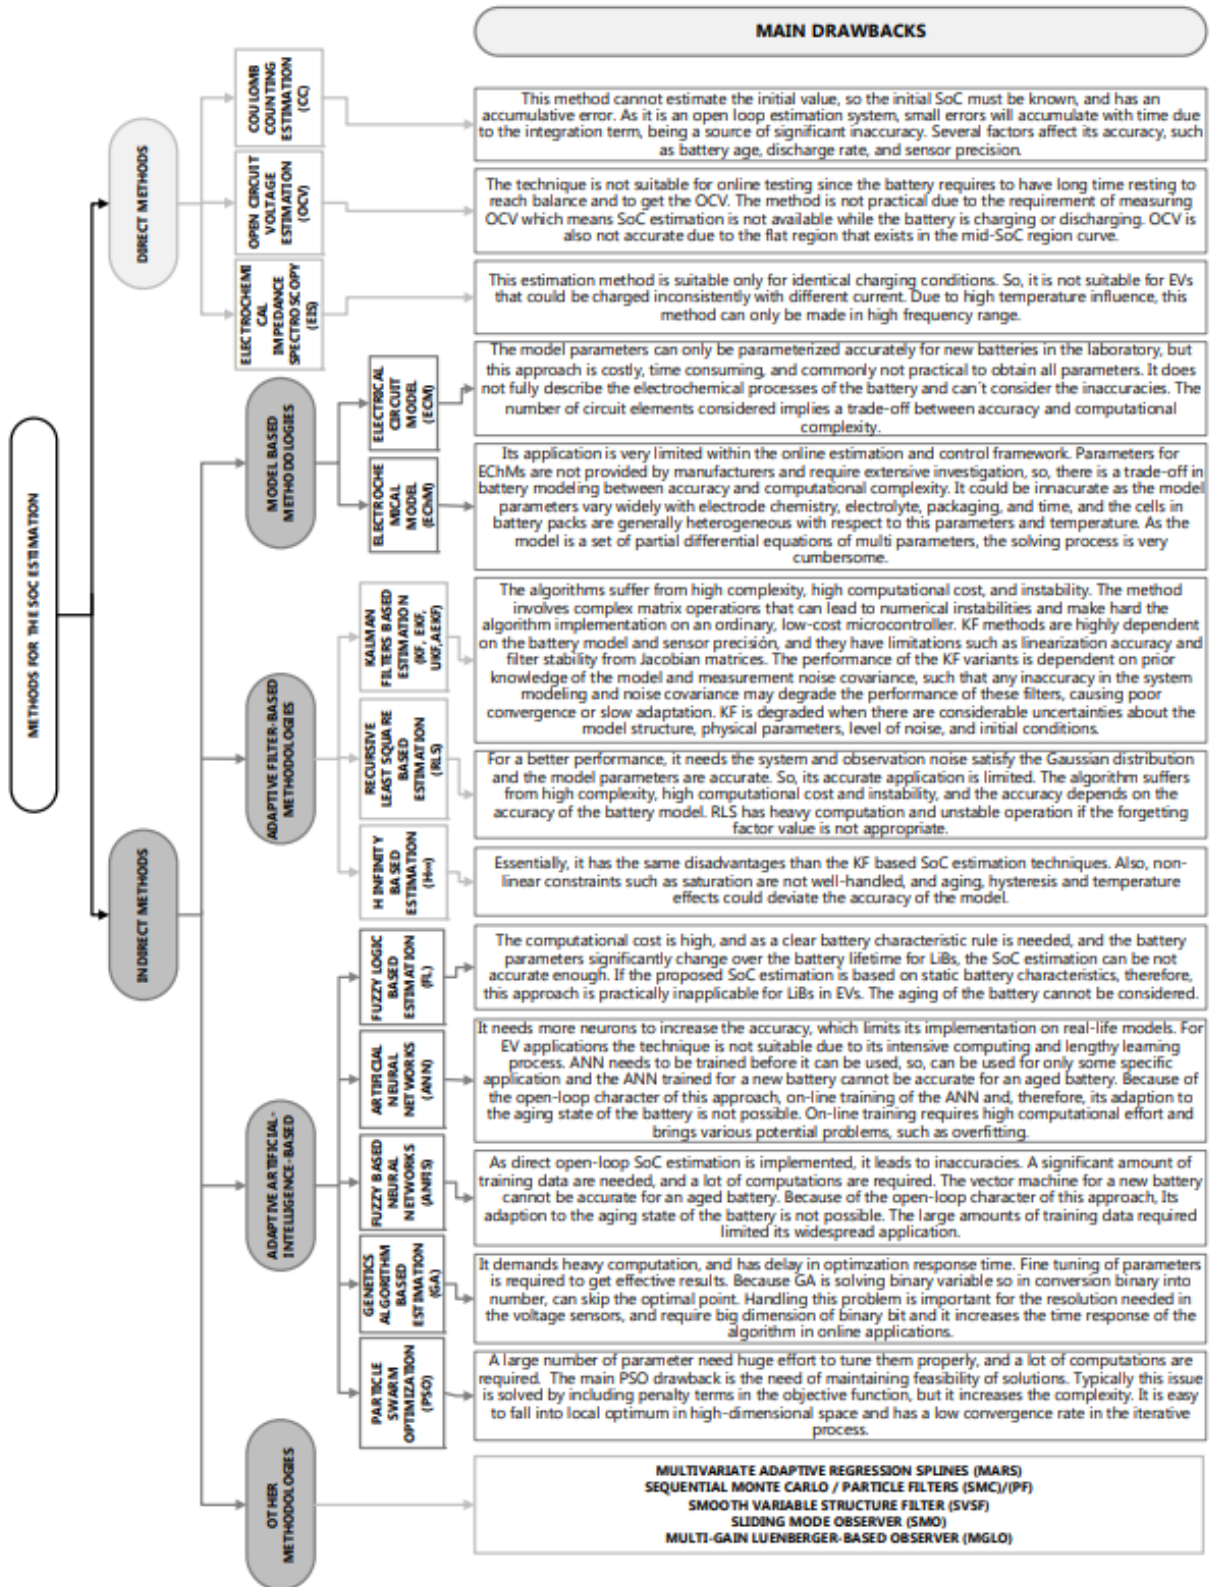 MAIN DRAWBACKS
METHODS FOR THE SOC ESTIMATION
DIRECT METHODS
COULOMB
COUNTING
ESTIMATION
(CC)
This method cannot estimate the initial value, so the initial SoC must be known, and has an
accumulative error. As it is an open loop estimation system, small errors will accumulate with time due
to the integration term, being a source of significant inaccuracy. Several factors affect its accuracy, such
as battery age, discharge rate, and sensor precision.
OPEN CIRCUIT
VOLTAGE
ESTIMATION
(OCV)
The technique is not suitable for online testing since the battery requires to have long time resting to
reach balance and to get the OCV. The method is not practical due to the requirement of measuring
OCV which means SoC estimation is not available while the battery is charging or discharging. OCV is
also not accurate due to the flat region that exists in the mid-SoC region curve.
ELECTROCHEMI
CAL
IMPEDANCE
SPECTROSCOPY
(EIS)
This estimation method is suitable only for identical charging conditions. So, it is not suitable for EVs
that could be charged inconsistently with different current. Due to high temperature influence, this
method can only be made in high frequency range.
INDIRECT METHODS
MODEL BASED
METHODOLOGIES
ELECTRICAL
CIRCUIT
MODEL
(ECM)
The model parameters can only be parameterized accurately for new batteries in the laboratory, but
this approach is costly, time consuming, and commonly not practical to obtain all parameters. It does
not fully describe the electrochemical processes of the battery and can´t consider the inaccuracies. The
number of circuit elements considered implies a trade-off between accuracy and computational
complexity.
ELECTROCHE
MICAL
MODEL
(EChM)
Its application is very limited within the online estimation and control framework. Parameters for
EChMs are not provided by manufacturers and require extensive investigation, so, there is a trade-off in
battery modeling between accuracy and computational complexity. It could be innacurate as the model
parameters vary widely with electrode chemistry, electrolyte, packaging, and time, and the cells in
battery packs are generally heterogeneous with respect to this parameters and temperature. As the
model is a set of partial differential equations of multi parameters, the solving process is very
cumbersome.
ADAPTIVE FILTER-BASED
METHODOLOGIES
KALMAN
FILTERS BASED
ESTIMATION
(KF, EKF,
UKF,AEKF)
The algorithms suffer from high complexity, high computational cost, and instability. The method
involves complex matrix operations that can lead to numerical instabilities and make hard the
algorithm implementation on an ordinary, low-cost microcontroller. KF methods are highly dependent
on the battery model and sensor precisión, and they have limitations such as linearization accuracy and
filter stability from Jacobian matrices. The performance of the KF variants is dependent on prior
knowledge of the model and measurement noise covariance, such that any inaccuracy in the system
modeling and noise covariance may degrade the performance of these filters, causing poor
convergence or slow adaptation. KF is degraded when there are considerable uncertainties about the
model structure, physical parameters, level of noise, and initial conditions.
RECURSIVE
LEAST SQUARE
BASED
ESTIMATION
(RLS)
For a better performance, it needs the system and observation noise satisfy the Gaussian distribution
and the model parameters are accurate. So, its accurate application is limited. The algorithm suffers
from high complexity, high computational cost and instability, and the accuracy depends on the
accuracy of the battery model. RLS has heavy computation and unstable operation if the forgetting
factor value is not appropriate.
H INFINITY
BASED
ESTIMATION
(H∞)
Essentially, it has the same disadvantages than the KF based SoC estimation techniques. Also, non-
linear constraints such as saturation are not well-handled, and aging, hysteresis and temperature
effects could deviate the accuracy of the model.
ADAPTIVE ARTIFICIAL-
INTELLIGENCE-BASED
FUZZY LOGIC
BASED
ESTIMATION
(FL)
The computational cost is high, and as a clear battery characteristic rule is needed, and the battery
parameters significantly change over the battery lifetime for LiBs, the SoC estimation can be not
accurate enough. If the proposed SoC estimation is based on static battery characteristics, therefore,
this approach is practically inapplicable for LiBs in EVs. The aging of the battery cannot be considered.
ARTIFICIAL
NEURAL
NETWORKS
(ANN)
It needs more neurons to increase the accuracy, which limits its implementation on real-life models. For
EV applications the technique is not suitable due to its intensive computing and lengthy learning
process. ANN needs to be trained before it can be used, so, can be used for only some specific
application and the ANN trained for a new battery cannot be accurate for an aged battery. Because of
the open-loop character of this approach, on-line training of the ANN and, therefore, its adaption to
the aging state of the battery is not possible. On-line training requires high computational effort and
brings various potential problems, such as overfitting.
FUZZY BASED
NEURAL
NETWORKS
(ANFIS)
As direct open-loop SoC estimation is implemented, it leads to inaccuracies. A significant amount of
training data are needed, and a lot of computations are required. The vector machine for a new battery
cannot be accurate for an aged battery. Because of the open-loop character of this approach, Its
adaption to the aging state of the battery is not possible. The large amounts of training data required
limited its widespread application.
GENETICS
ALGORITHM
BASED
ESTIMATION
(GA)
It demands heavy computation, and has delay in optimzation response time. Fine tuning of parameters
is required to get effective results. Because GA is solving binary variable so in conversion binary into
number, can skip the optimal point. Handling this problem is important for the resolution needed in
the voltage sensors, and require big dimension of binary bit and it increases the time response of the
algorithm in online applications.
PARTICLE
SWARM
OPTIMIZATION
(PSO)
A large number of parameter need huge effort to tune them properly, and a lot of computations are
required. The main PSO drawback is the need of maintaining feasibility of solutions. Typically this issue
is solved by including penalty terms in the objective function, but it increases the complexity. It is easy
to fall into local optimum in high-dimensional space and has a low convergence rate in the iterative
process.
OTHER
METHODOLOGIES
MULTIVARIATE ADAPTIVE REGRESSION SPLINES (MARS)
SEQUENTIAL MONTE CARLO / PARTICLE FILTERS (SMC)/(PF)
SMOOTH VARIABLE STRUCTURE FILTER (SVSF)
SLIDING MODE OBSERVER (SMO)
MULTI-GAIN LUENBERGER-BASED OBSERVER (MGLO)